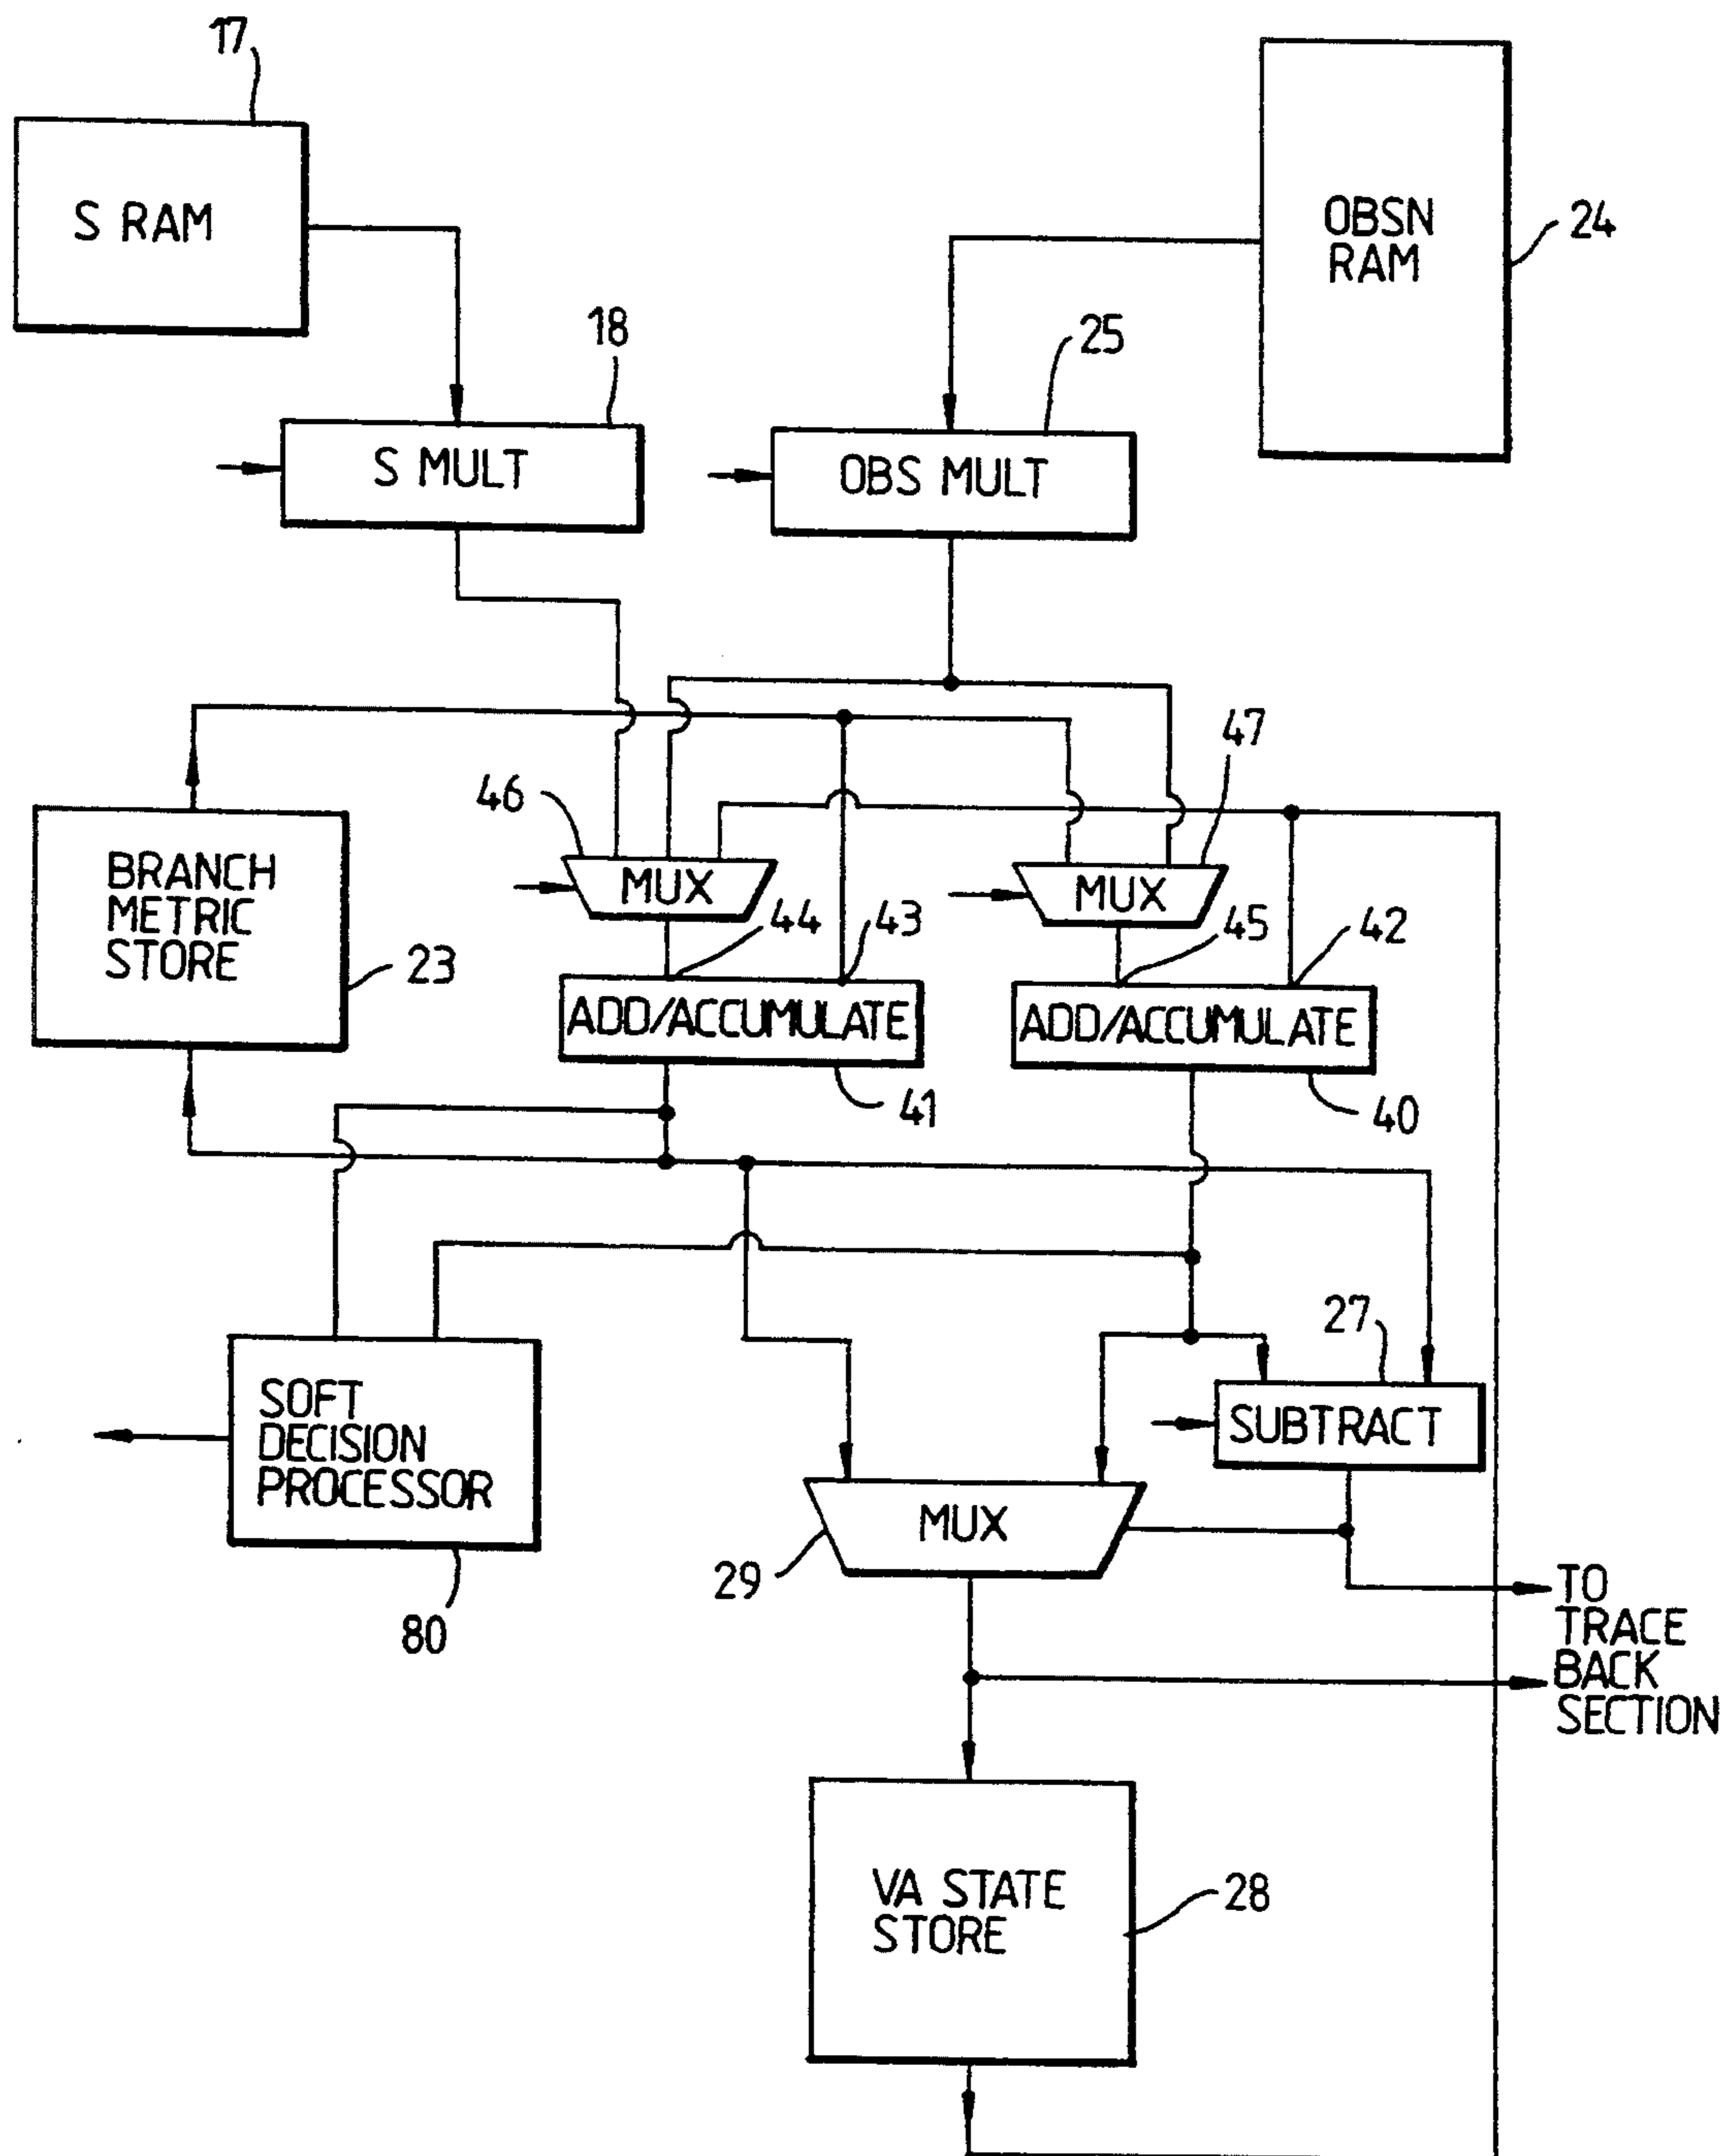 17
S RAM
OBSN
RAM
24
18
25
S MULT
OBS MULT
46
47
MUX
MUX
BRANCH
METRIC
STORE
23
44
43
45
42
ADD/ACCUMULATE
ADD/ACCUMULATE
41
40
27
SUBTRACT
SOFT
DECISION
PROCESSOR
80
MUX
29
TO
TRACE
BACK
SECTION
VA STATE
STORE
28